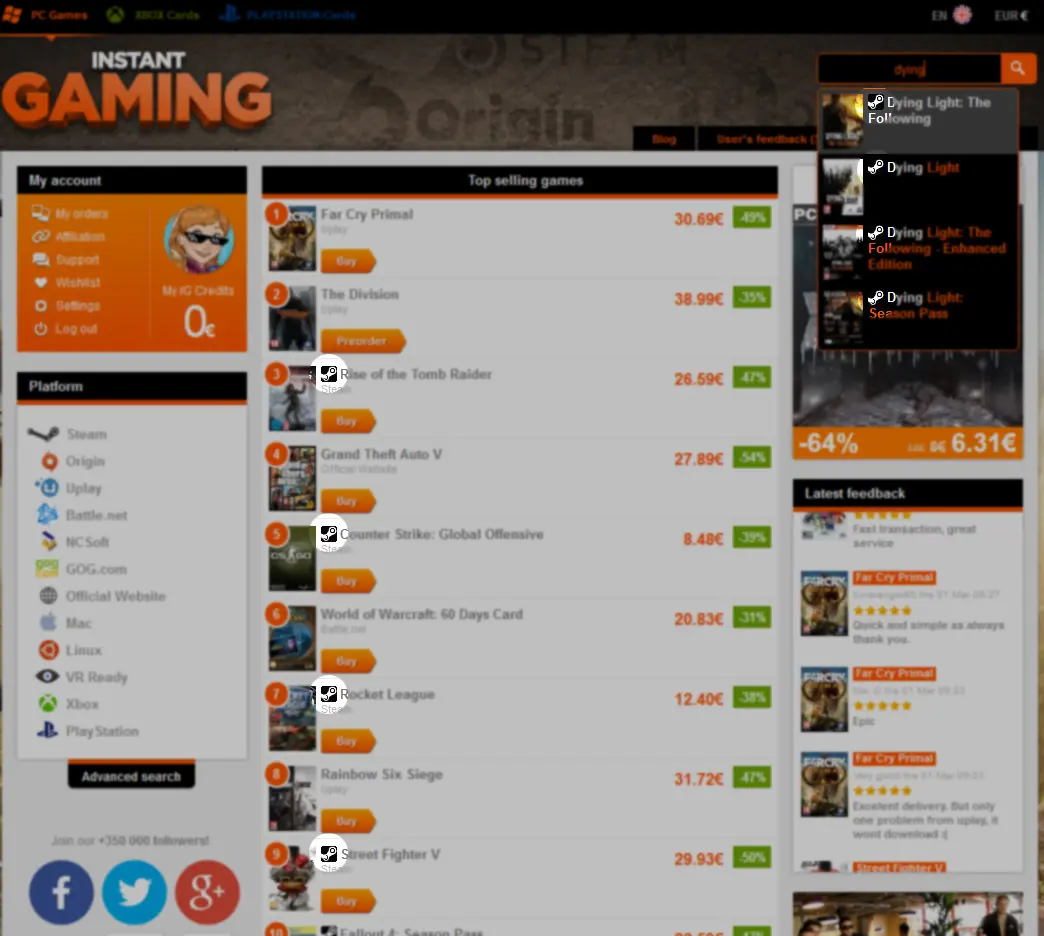 PC Games
XBOX Cards
PLAYSTATION Cards
EN
EUR €
INSTANT
GAMING
STEAM
Origin
dying
Blog
User's feedback
Dying Light: The
Following
Dying Light
Dying Light: The
Following - Enhanced
Edition
Dying Light:
Season Pass
My account
My orders
Affiliation
Support
Wishlist
Settings
Log out
My IG Credits
0€
Platform
Steam
Origin
Uplay
Battle.net
NCSoft
GOG.com
Official Website
Mac
Linux
VR Ready
Xbox
PlayStation
Advanced search
Join our +350 000 followers!
Top selling games
1
Far Cry Primal
Uplay
30.69€
-49%
Buy
2
The Division
Uplay
38.99€
-35%
Preorder
3
Rise of the Tomb Raider
Steam
26.59€
-47%
Buy
4
Grand Theft Auto V
Official Website
27.89€
-54%
Buy
5
Counter Strike: Global Offensive
Steam
8.48€
-39%
Buy
CS:GO
6
World of Warcraft: 60 Days Card
Battle.net
20.83€
-31%
Buy
7
Rocket League
Steam
12.40€
-38%
Buy
8
Rainbow Six Siege
Uplay
31.72€
-47%
Buy
9
Street Fighter V
Steam
29.93€
-50%
Buy
10
Fallout 4: Season Pass
PC
-64%
6.31€
Latest feedback
Fast transaction, great
service
Far Cry Primal
Quick and simple as always
thank you.
Far Cry Primal
Epic
Far Cry Primal
Excelent delivery. But only
one problem from uplay, it
wont download :(
Street Fighter V